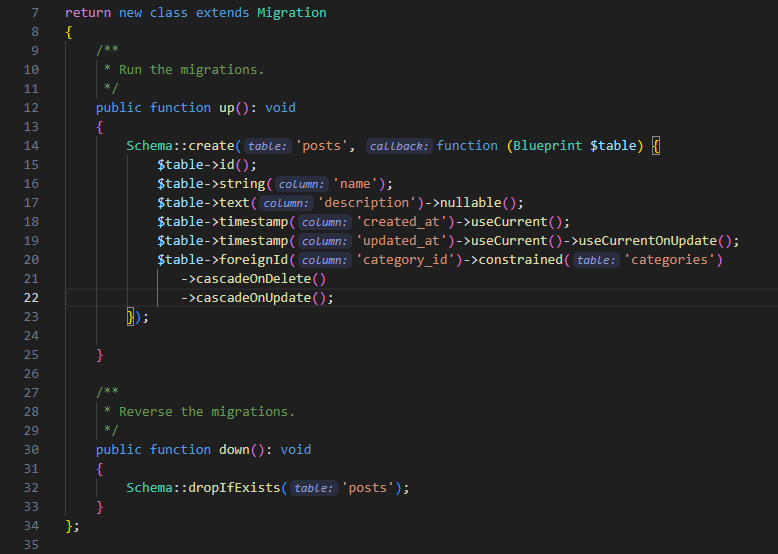 7 return new class extends Migration
8 {
9     /**
10      * Run the migrations.
11      */
12     public function up(): void
13     {
14         Schema::create( table: 'posts', callback: function (Blueprint $table) {
15             $table->id();
16             $table->string( column: 'name');
17             $table->text( column: 'description')->nullable();
18             $table->timestamp( column: 'created_at')->useCurrent();
19             $table->timestamp( column: 'updated_at')->useCurrent()->useCurrentOnUpdate();
20             $table->foreignId( column: 'category_id')->constrained( table: 'categories')
21                ->cascadeOnDelete()
22                ->cascadeOnUpdate();
23         });
24
25     }
26
27     /**
28      * Reverse the migrations.
29      */
30     public function down(): void
31     {
32         Schema::dropIfExists( table: 'posts');
33     }
34 };
35